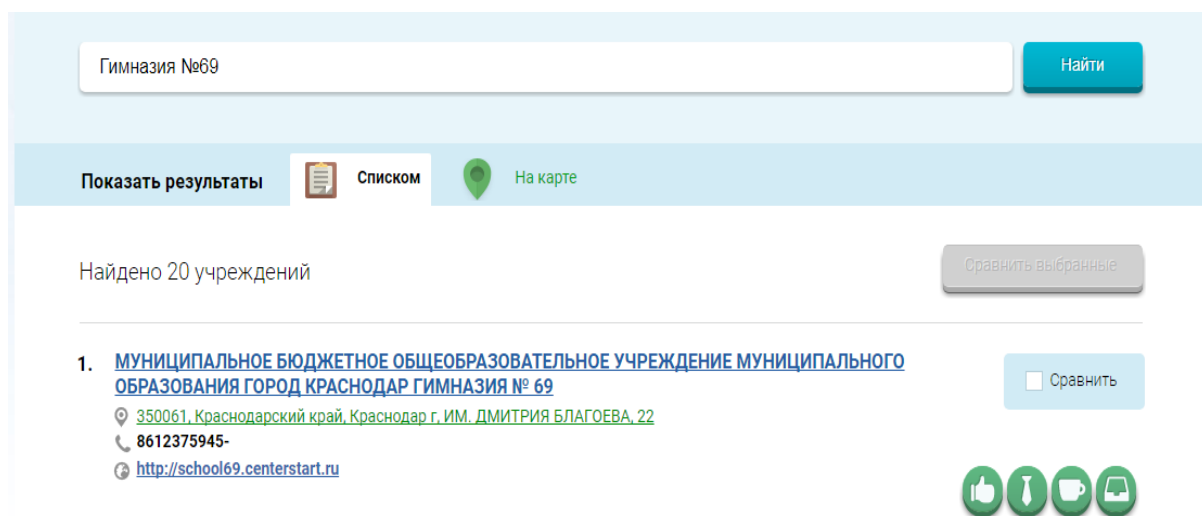 Гимназия №69
Найти
Показать результаты
Списком
На карте
Найдено 20 учреждений
Сравнить выбранные
1. МУНИЦИПАЛЬНОЕ БЮДЖЕТНОЕ ОБЩЕОБРАЗОВАТЕЛЬНОЕ УЧРЕЖДЕНИЕ МУНИЦИПАЛЬНОГО
ОБРАЗОВАНИЯ ГОРОД КРАСНОДАР ГИМНАЗИЯ № 69
Сравнить
350061, Краснодарский край, Краснодар г, ИМ. ДМИТРИЯ БЛАГОЕВА, 22
8612375945-
http://school69.centerstart.ru